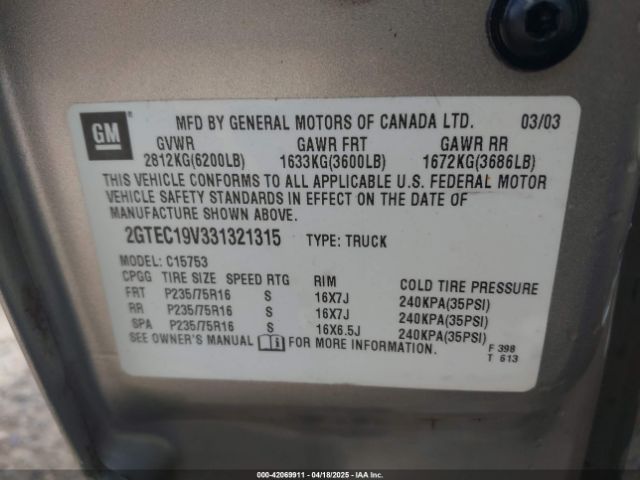 GM
MFD BY GENERAL MOTORS OF CANADA LTD. 03/03
GVWR GAWR FRT GAWR RR
2812KG(6200LB) 1633KG(3600LB) 1672KG(3686LB)
THIS VEHICLE CONFORMS TO ALL APPLICABLE U.S. FEDERAL MOTOR
VEHICLE SAFETY STANDARDS IN EFFECT ON THE DATE OF
MANUFACTURE SHOWN ABOVE.
2GTEC19V331321315 TYPE: TRUCK
MODEL: C15753
CPGG TIRE SIZE SPEED RTG RIM COLD TIRE PRESSURE
FRT P235/75R16 S 16X7J 240KPA(35PSI)
RR P235/75R16 S 16X7J 240KPA(35PSI)
SPA P235/75R16 S 16X6.5J 240KPA(35PSI)
SEE OWNER'S MANUAL i FOR MORE INFORMATION. F 398
T 613
000-42069911 - 04/18/2025 - IAA Inc.